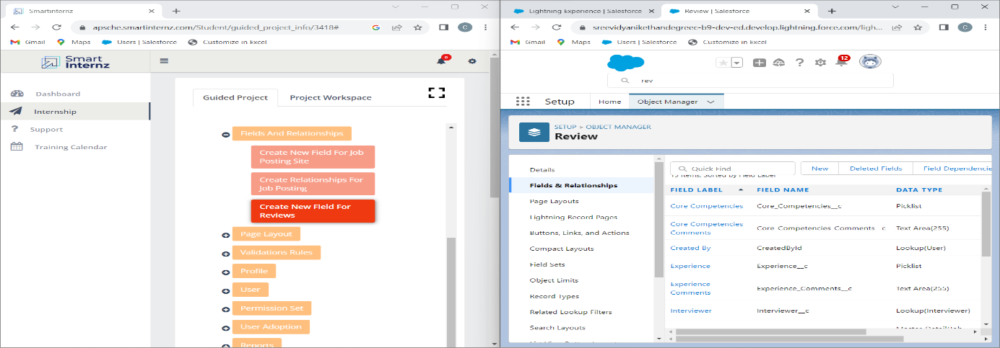 Smartinternz
apsche.smartinternz.com/Student/guided_project_info/3418#
C
Gmail
Maps
Users | Salesforce
Customize in Excel
Smart
Internz
0
Dashboard
Internship
Support
Training Calendar
Guided Project
Project Workspace
Fields And Relationships
Create New Field For Job
Posting Site
Create Relationships For
Job Posting
Create New Field For
Reviews
Page Layout
Validations Rules
Profile
User
Permission Set
User Adoption
Reports
Lightning Experience | Salesforce
Review | Salesforce
sreevidyanikethandegreec-b9-dev-ed.develop.lightning.force.com/ligh...
C
Gmail
Maps
Users | Salesforce
Customize in Excel
12
rev
Setup
Home
Object Manager
SETUP > OBJECT MANAGER
Review
Details
Fields & Relationships
Page Layouts
Lightning Record Pages
Buttons, Links, and Actions
Compact Layouts
Field Sets
Object Limits
Record Types
Related Lookup Filters
Search Layouts
Quick Find
New
Deleted Fields
Field Dependencie
15 Items, Sorted by Field Label
FIELD LABEL FIELD NAME DATA TYPE
Core Competencies Core_Competencies__c Picklist
Core Competencies
Comments Core_Competencies_Comments__c Text Area(255)
Created By CreatedById Lookup(User)
Experience Experience__c Picklist
Experience
Comments Experience_Comments__c Text Area(255)
Interviewer Interviewer__c Lookup(Interviewer)